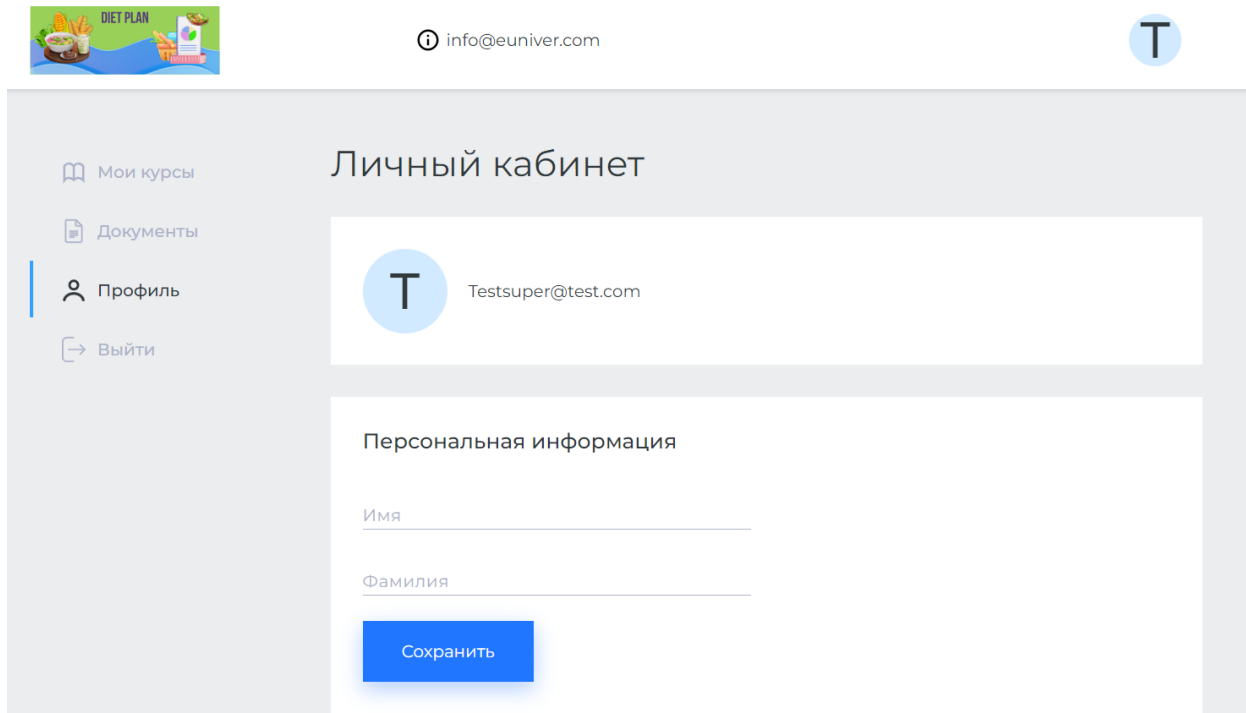 DIET PLAN
info@euniver.com
T
Мои курсы
Документы
Профиль
Выйти
Личный кабинет
T
Testsuper@test.com
Персональная информация
Имя
Фамилия
Сохранить